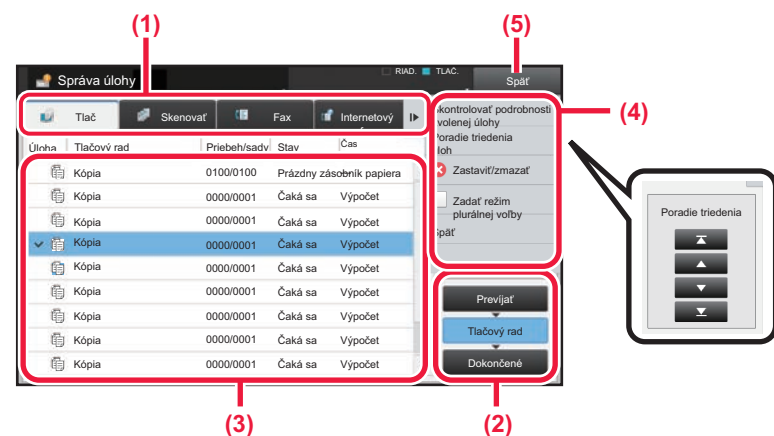 (1)
(5)
Správa úlohy
RIAD.
TLAČ.
Späť
Tlač
Skenovať
Fax
Internetový
(4)
kontrolovať podrobnosti
volenej úlohy
Poradie triedenia
loh
Zastaviť/zmazať
Zadať režim
plurálnej voľby
Späť
Úloha Tlačový rad Priebeh/sadv Stav Čas
Kópia 0100/0100 Prázdny zásobník papiera
Kópia 0000/0001 Čaká sa Výpočet
Kópia 0000/0001 Čaká sa Výpočet
Kópia 0000/0001 Čaká sa Výpočet
Kópia 0000/0001 Čaká sa Výpočet
Kópia 0000/0001 Čaká sa Výpočet
Kópia 0000/0001 Čaká sa Výpočet
Kópia 0000/0001 Čaká sa Výpočet
Kópia 0000/0001 Čaká sa Výpočet
Prevíjať
Tlačový rad
Dokončené
Poradie triedenia
(3)
(2)